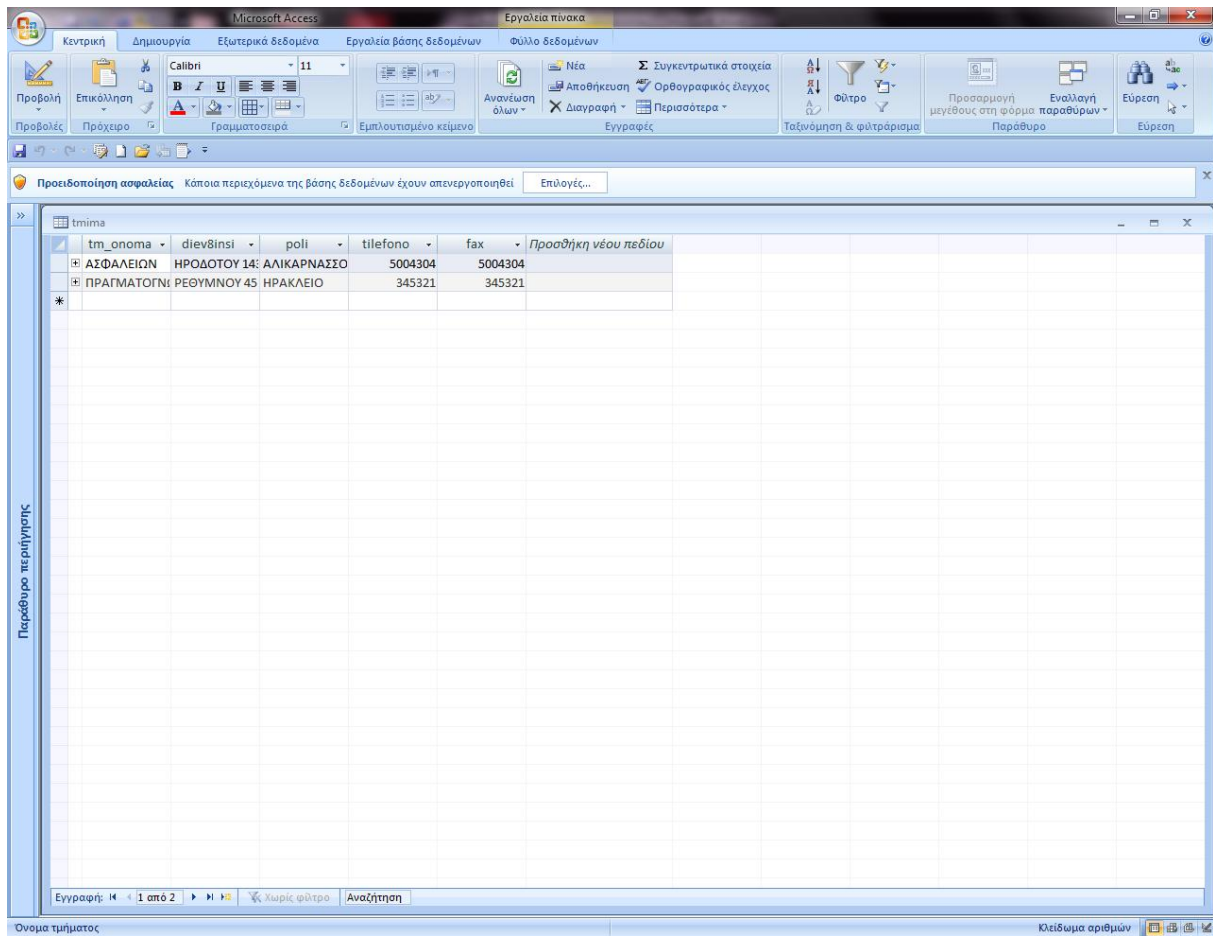 Microsoft Access Εργαλεία πίνακα
Κεντρική Δημιουργία Εξωτερικά δεδομένα Εργαλεία βάσης δεδομένων Φύλλο δεδομένων
Calibri 11 Νέα Σ Συγκεντρωτικά στοιχεία
Προβολή Επικόλληση B I U Ανανέωση όλων Αποθήκευση Ορθογραφικός έλεγχος Φίλτρο Προσαρμογή μεγέθους στη φόρμα Εναλλαγή παραθύρων Εύρεση
Διαγραφή Περισσότερα
Προβολές Πρόχειρο Γραμματοσειρά Εμπλουτισμένο κείμενο Εγγραφές Ταξινόμηση & φιλτράρισμα Παράθυρο Εύρεση
Προειδοποίηση ασφαλείας Κάποια περιεχόμενα της βάσης δεδομένων έχουν απενεργοποιηθεί Επιλογές...
tmima
tm_onoma diev8insi poli tilefono fax Προσθήκη νέου πεδίου
ΑΣΦΑΛΕΙΩΝ ΗΡΟΔΟΤΟΥ 143 ΑΛΙΚΑΡΝΑΣΣΟ 5004304 5004304
ΠΡΑΓΜΑΤΟΓΝΩ ΡΕΘΥΜΝΟΥ 45 ΗΡΑΚΛΕΙΟ 345321 345321
Παράθυρο περιήγησης
Εγγραφή: 1 από 2 Χωρίς φίλτρο Αναζήτηση
Όνομα τμήματος Κλείδωμα αριθμών